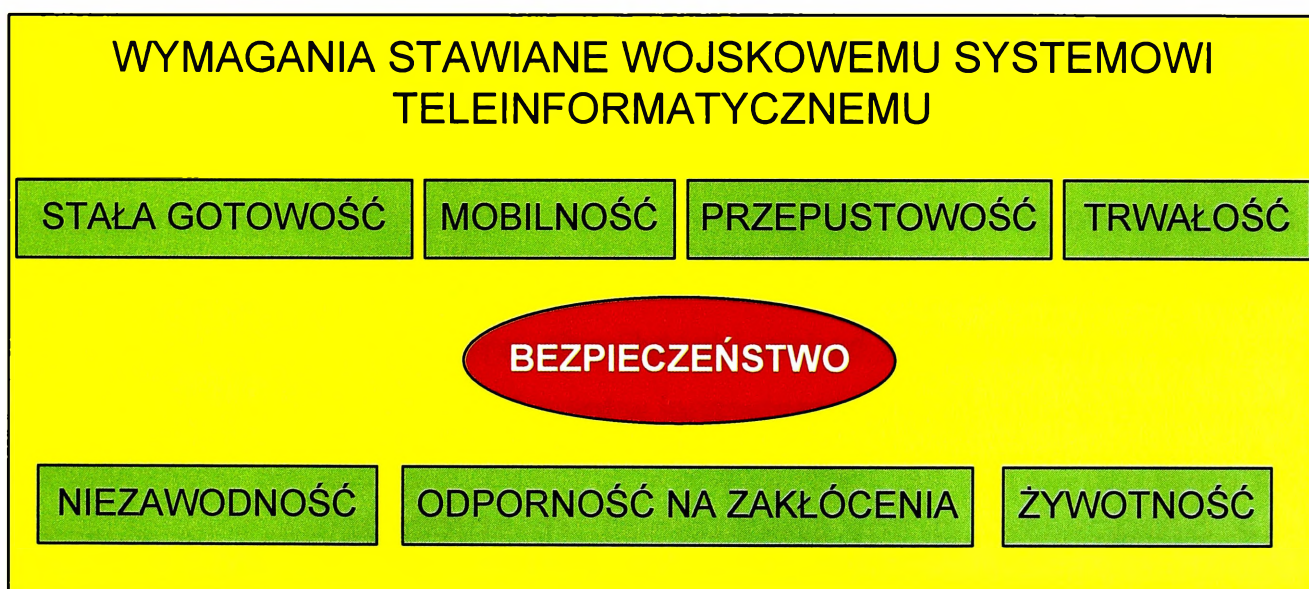 WYMAGANIA STAWIANE WOJSKOWEMU SYSTEMOWI
TELEINFORMATYCZNEMU
STAŁA GOTOWOŚĆ MOBILNOŚĆ PRZEPUSTOWOŚĆ TRWAŁOŚĆ
BEZPIECZEŃSTWO
NIEZAWODNOŚĆ ODPORNOŚĆ NA ZAKŁÓCENIA ŻYWOTNOŚĆ